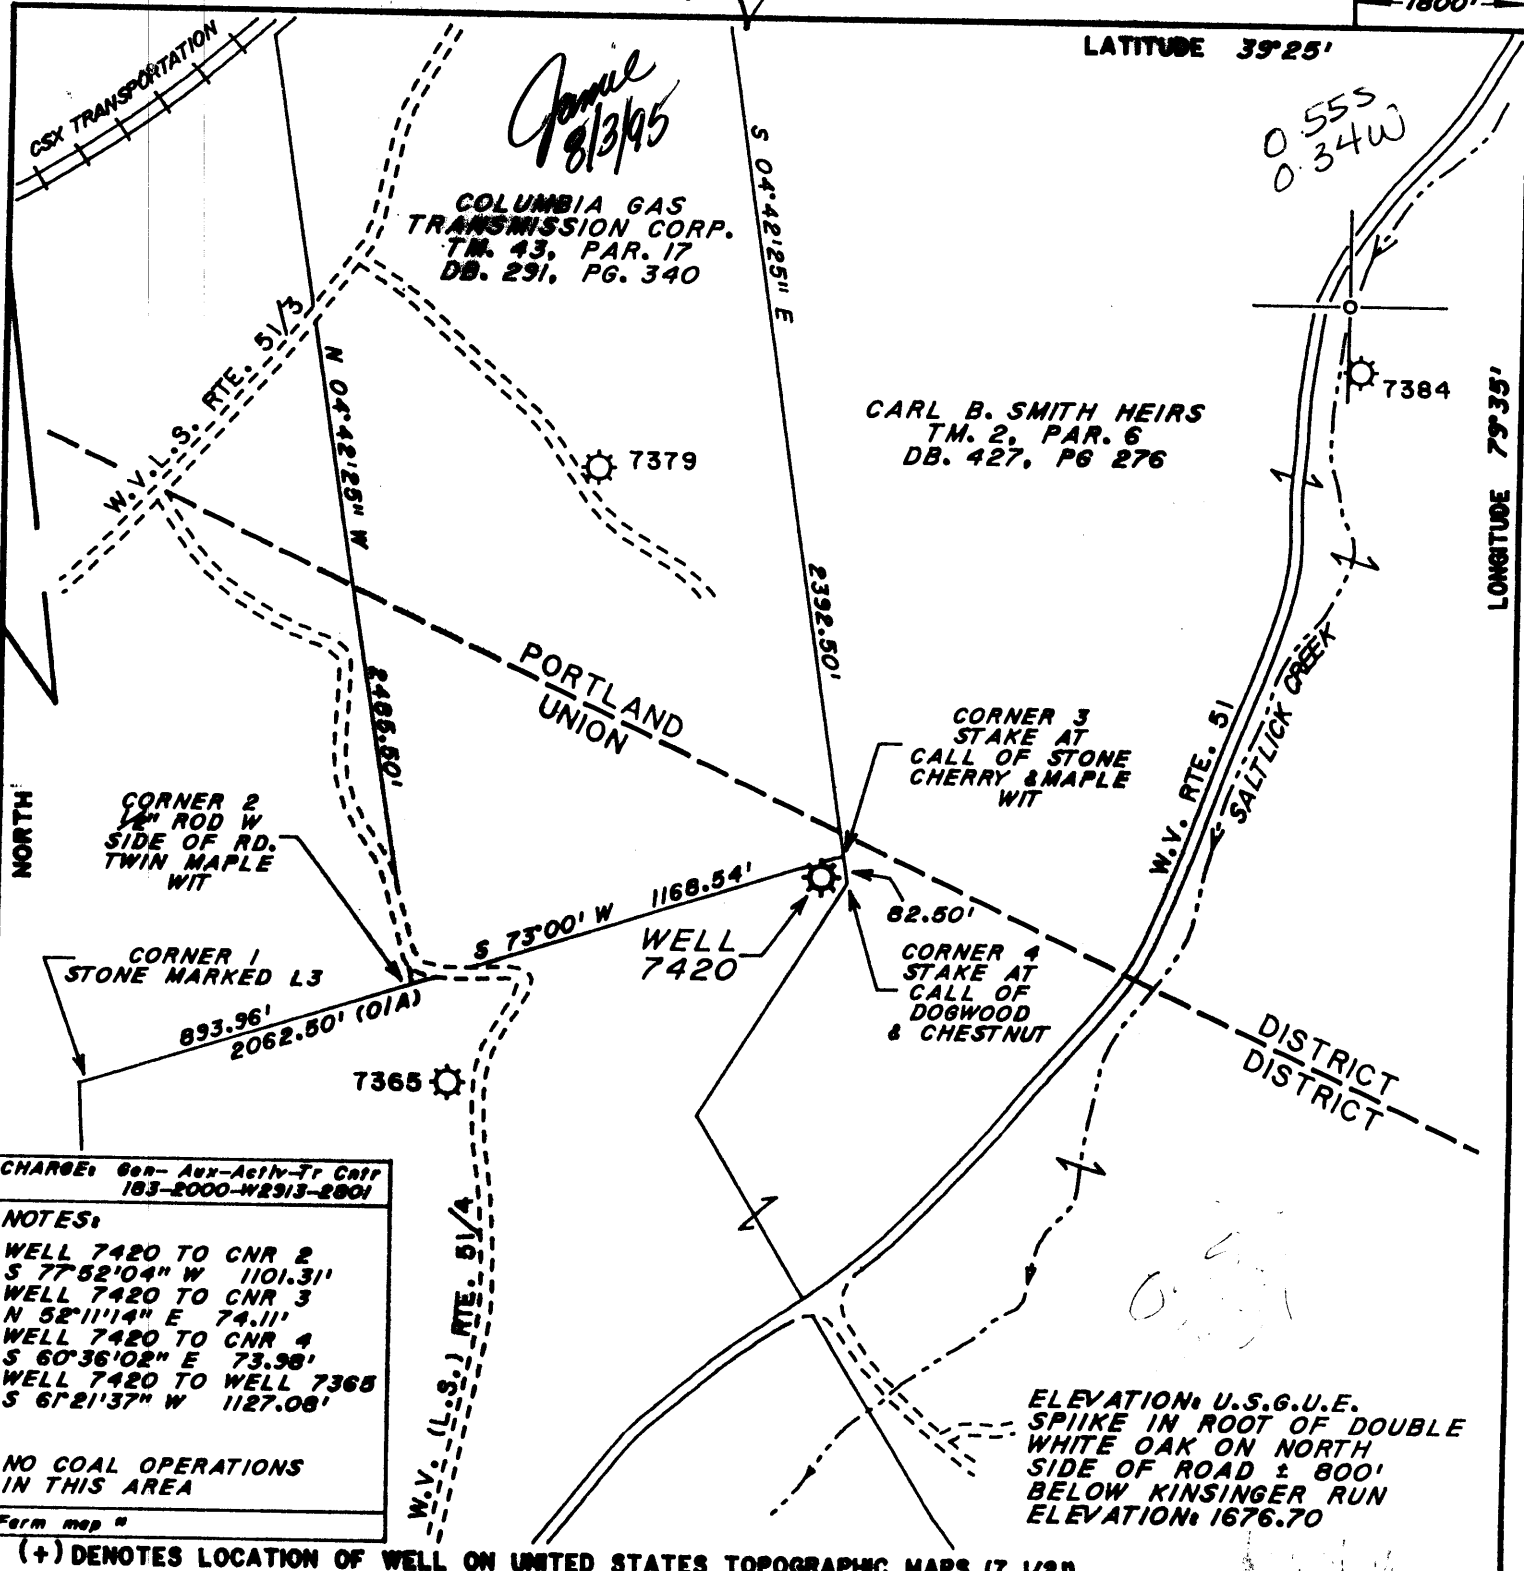 1800'
LATITUDE 39°25'
CSX TRANSPORTATION
8/3/95
0.55S
0.34W
COLUMBIA GAS
TRANSMISSION CORP.
TM. 43, PAR. 17
DB. 291, PG. 340
S 04°42'25" E
W.V.L.S. RTE. 51/3
N 04°42'25" W
7384
LONGITUDE 79°35'
CARL B. SMITH HEIRS
TM. 2, PAR. 6
DB. 427, PG 276
7379
2392.50'
2485.50'
PORTLAND
UNION
SALTLICK CREEK
W.V. RTE. 51
CORNER 3
STAKE AT
CALL OF STONE
CHERRY & MAPLE
WIT
NORTH
CORNER 2
1/2" ROD W
SIDE OF RD.
TWIN MAPLE
WIT
1168.54'
S 73°00' W
82.50'
WELL
7420
CORNER 4
STAKE AT
CALL OF
DOGWOOD
& CHESTNUT
CORNER 1
STONE MARKED L3
893.96'
2062.50' (O/A)
7365
DISTRICT
DISTRICT
CHARGE: Gen- Aux-Activ-Tr Cntr
183-2000-W2913-2801
NOTES:
WELL 7420 TO CNR 2
S 77°52'04" W 1101.31'
WELL 7420 TO CNR 3
N 52°11'14" E 74.11'
WELL 7420 TO CNR 4
S 60°36'02" E 73.98'
WELL 7420 TO WELL 7365
S 61°21'37" W 1127.08'
NO COAL OPERATIONS
IN THIS AREA
Farm map "
W.V. (L.S.) RTE. 51/4
ELEVATION: U.S.G.U.E.
SPIIKE IN ROOT OF DOUBLE
WHITE OAK ON NORTH
SIDE OF ROAD ± 800'
BELOW KINSINGER RUN
ELEVATION: 1676.70
(+) DENOTES LOCATION OF WELL ON UNITED STATES TOPOGRAPHIC MAPS (7 1/2")